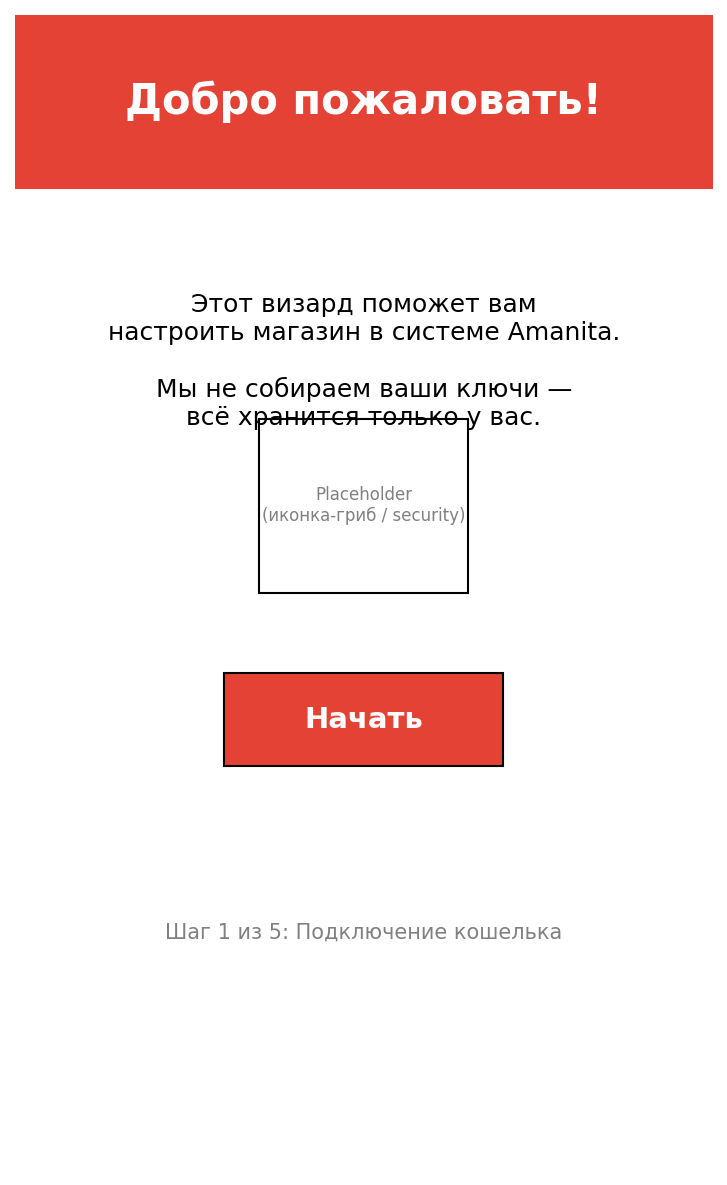 Добро пожаловать!
Этот визард поможет вам
настроить магазин в системе Amanita.
Мы не собираем ваши ключи —
всё хранится только у вас.
Placeholder
(иконка-гриб / security)
Начать
Шаг 1 из 5: Подключение кошелька